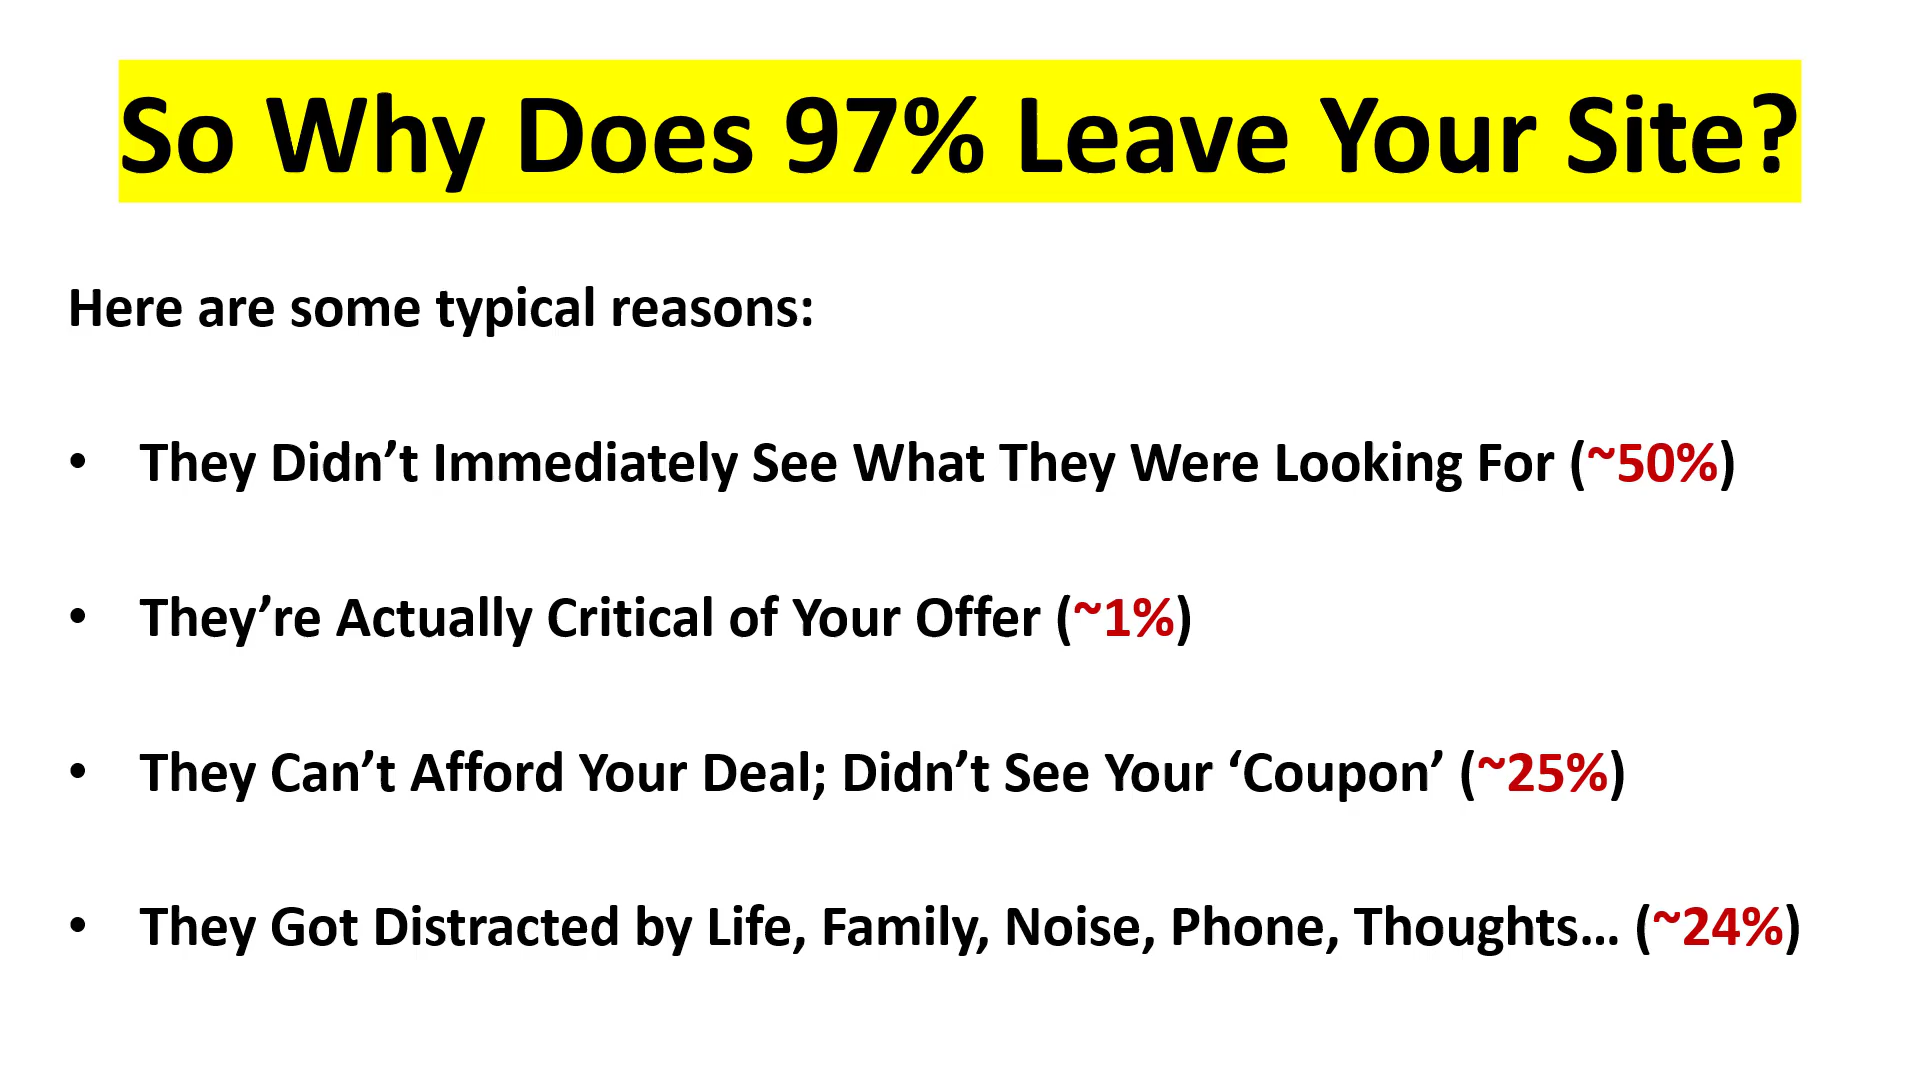 So Why Does 97% Leave Your Site?
Here are some typical reasons:
• They Didn’t Immediately See What They Were Looking For (~50%)
• They’re Actually Critical of Your Offer (~1%)
• They Can’t Afford Your Deal; Didn’t See Your ‘Coupon’ (~25%)
• They Got Distracted by Life, Family, Noise, Phone, Thoughts… (~24%)